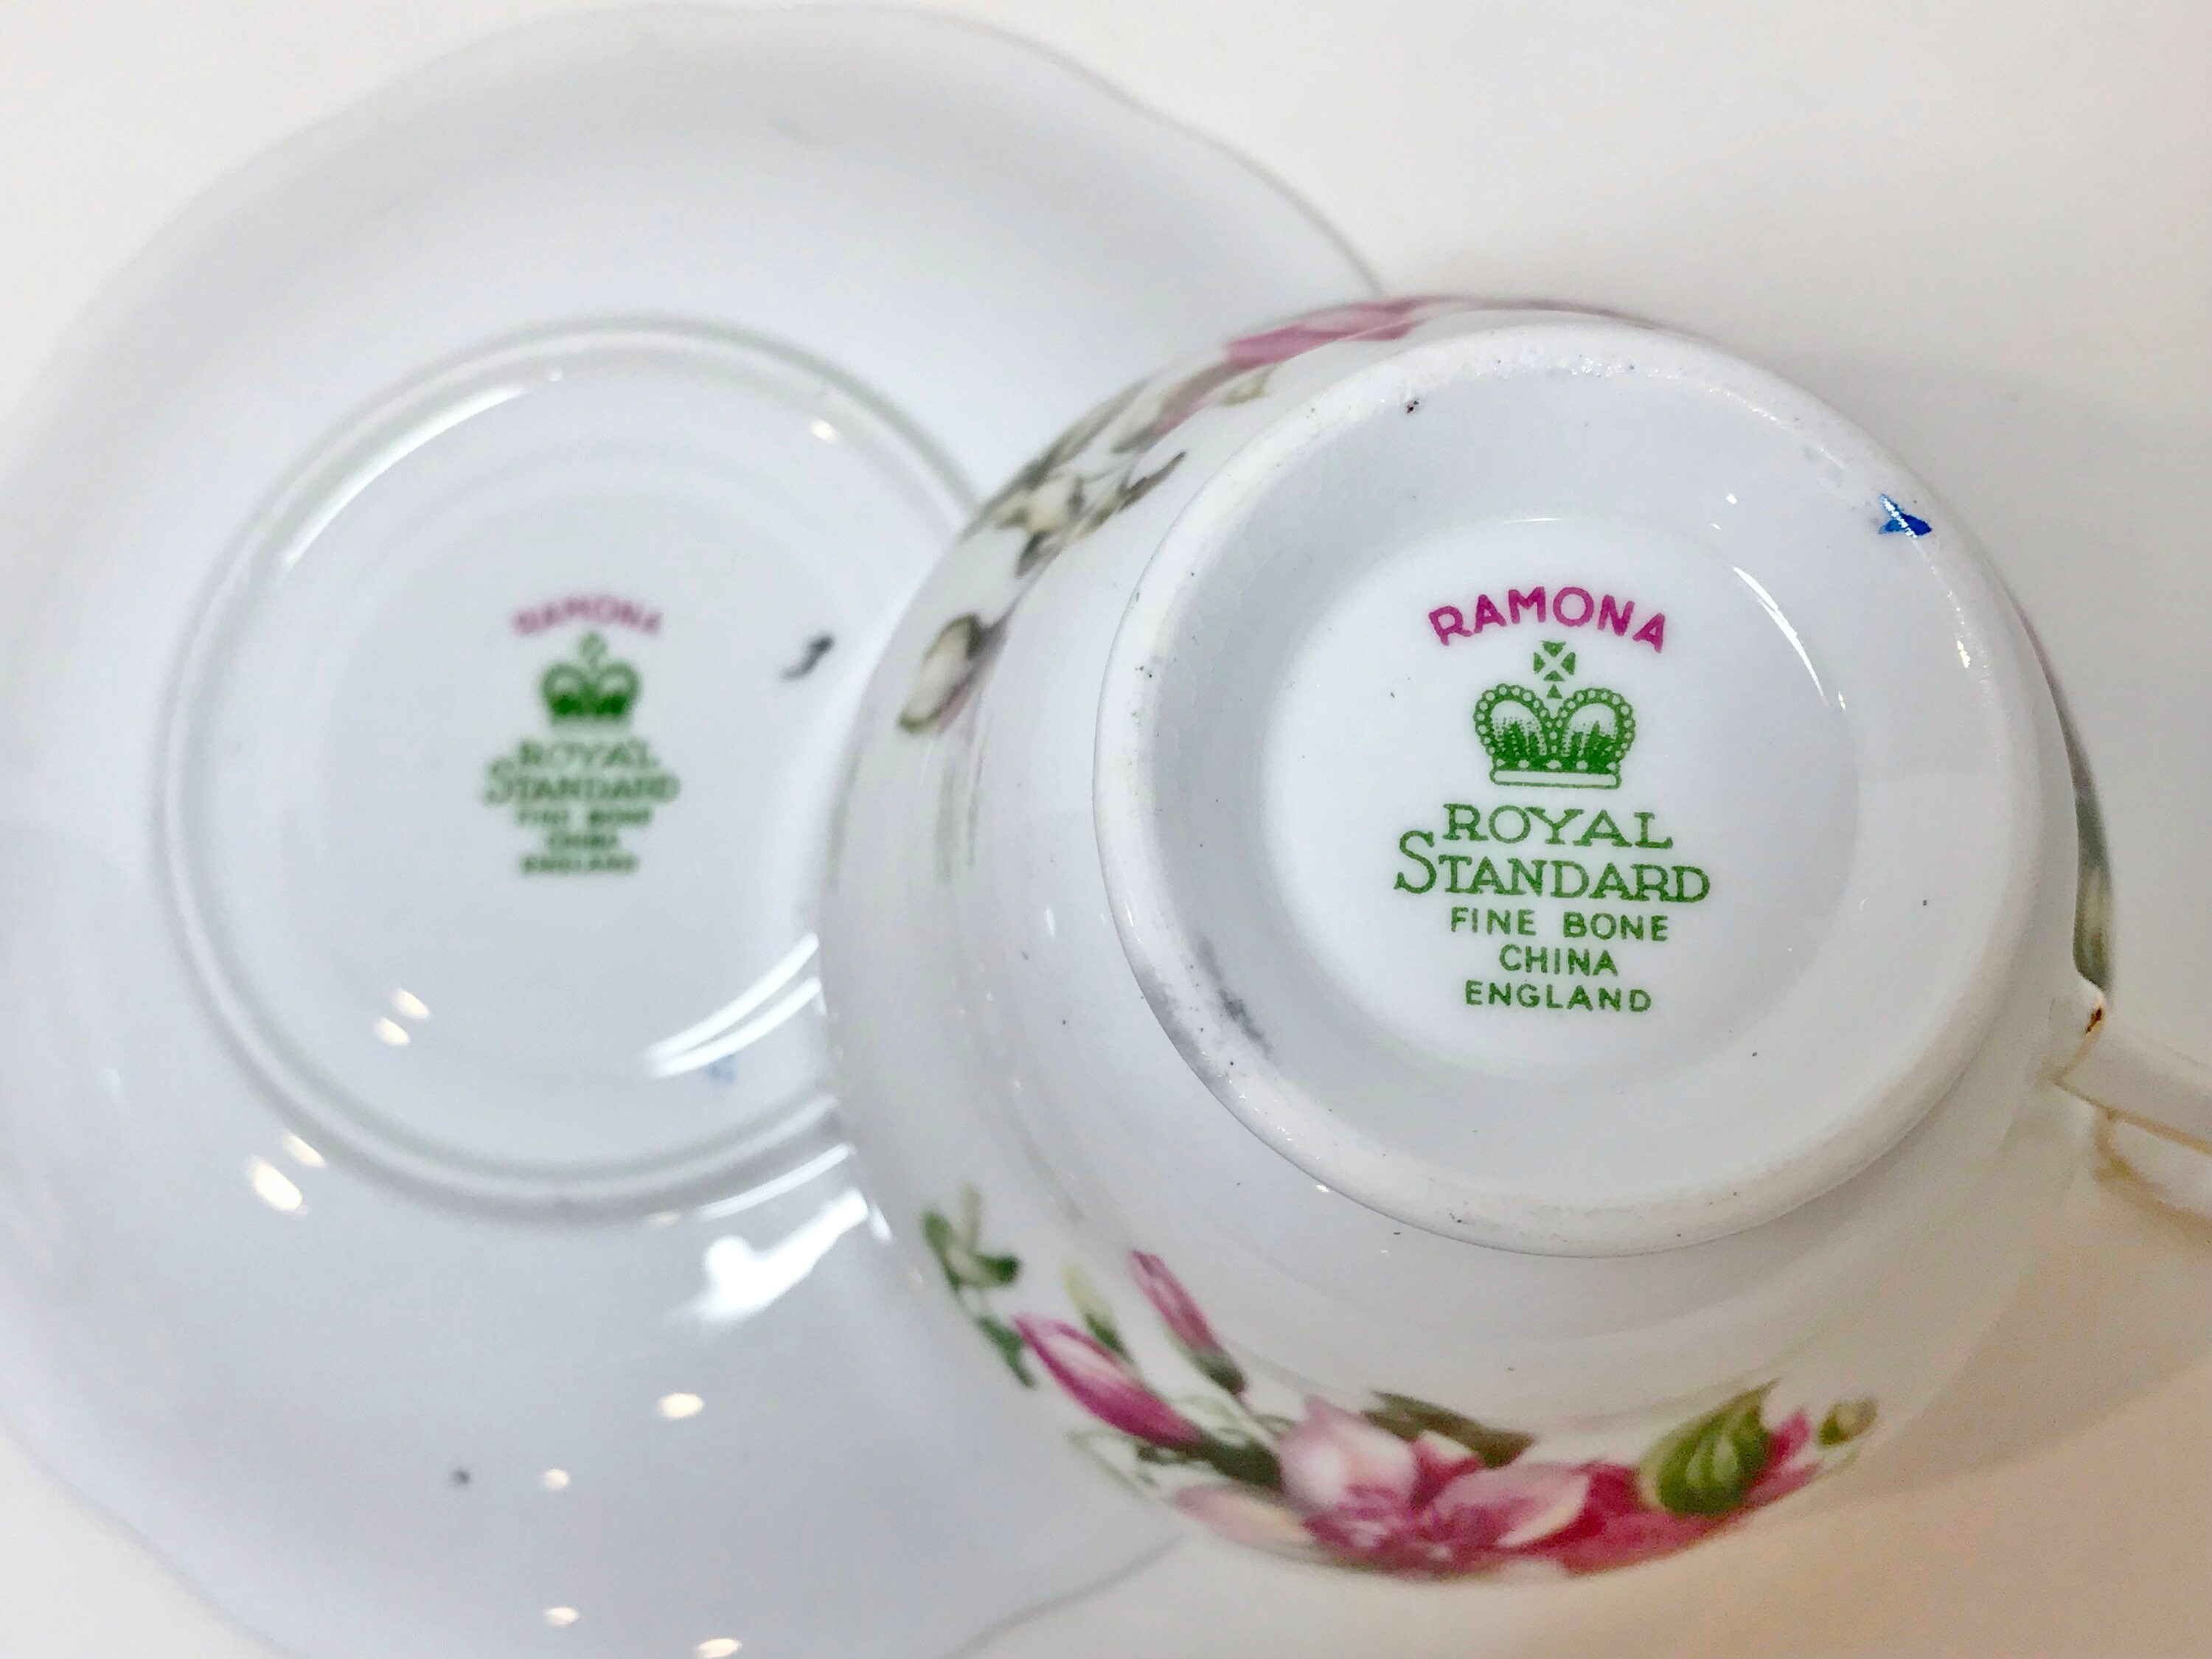 RAMONA
ROYAL
STANDARD
FINE BONE
CHINA
ENGLAND
RAMONA
ROYAL
STANDARD
FINE BONE
CHINA
ENGLAND